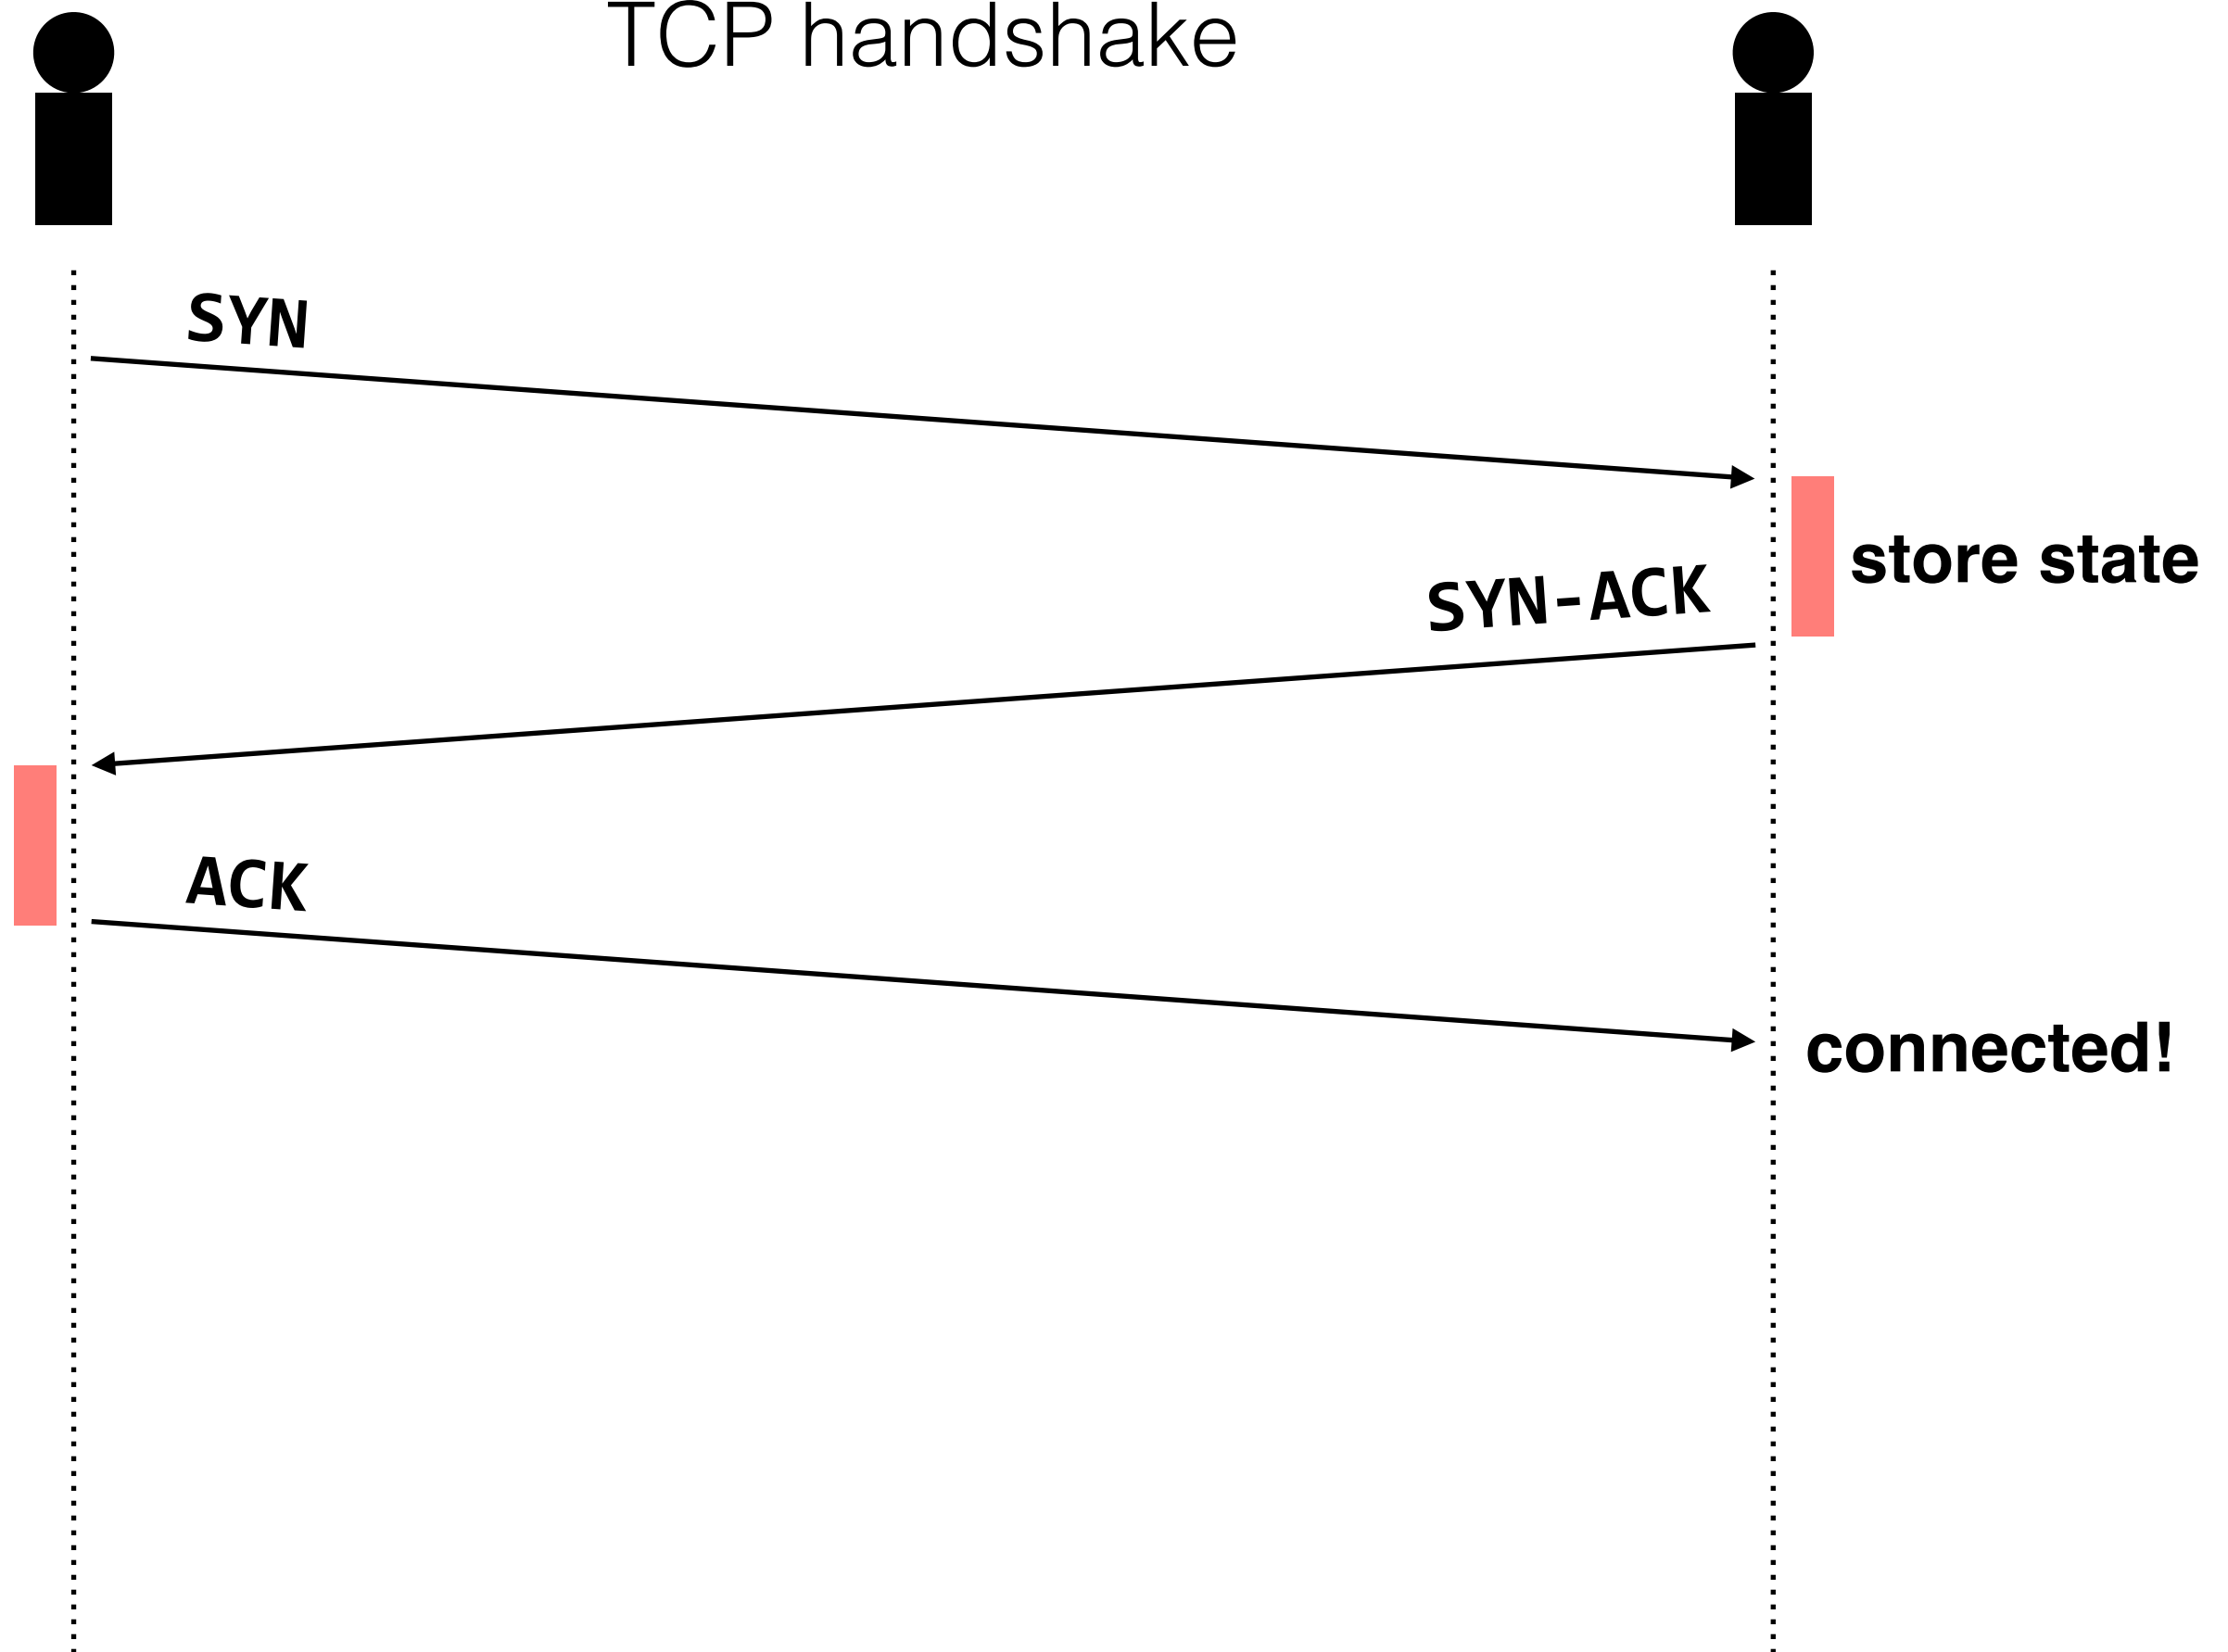 TCP handshake
SYN
store state
SYN-ACK
ACK
connected!